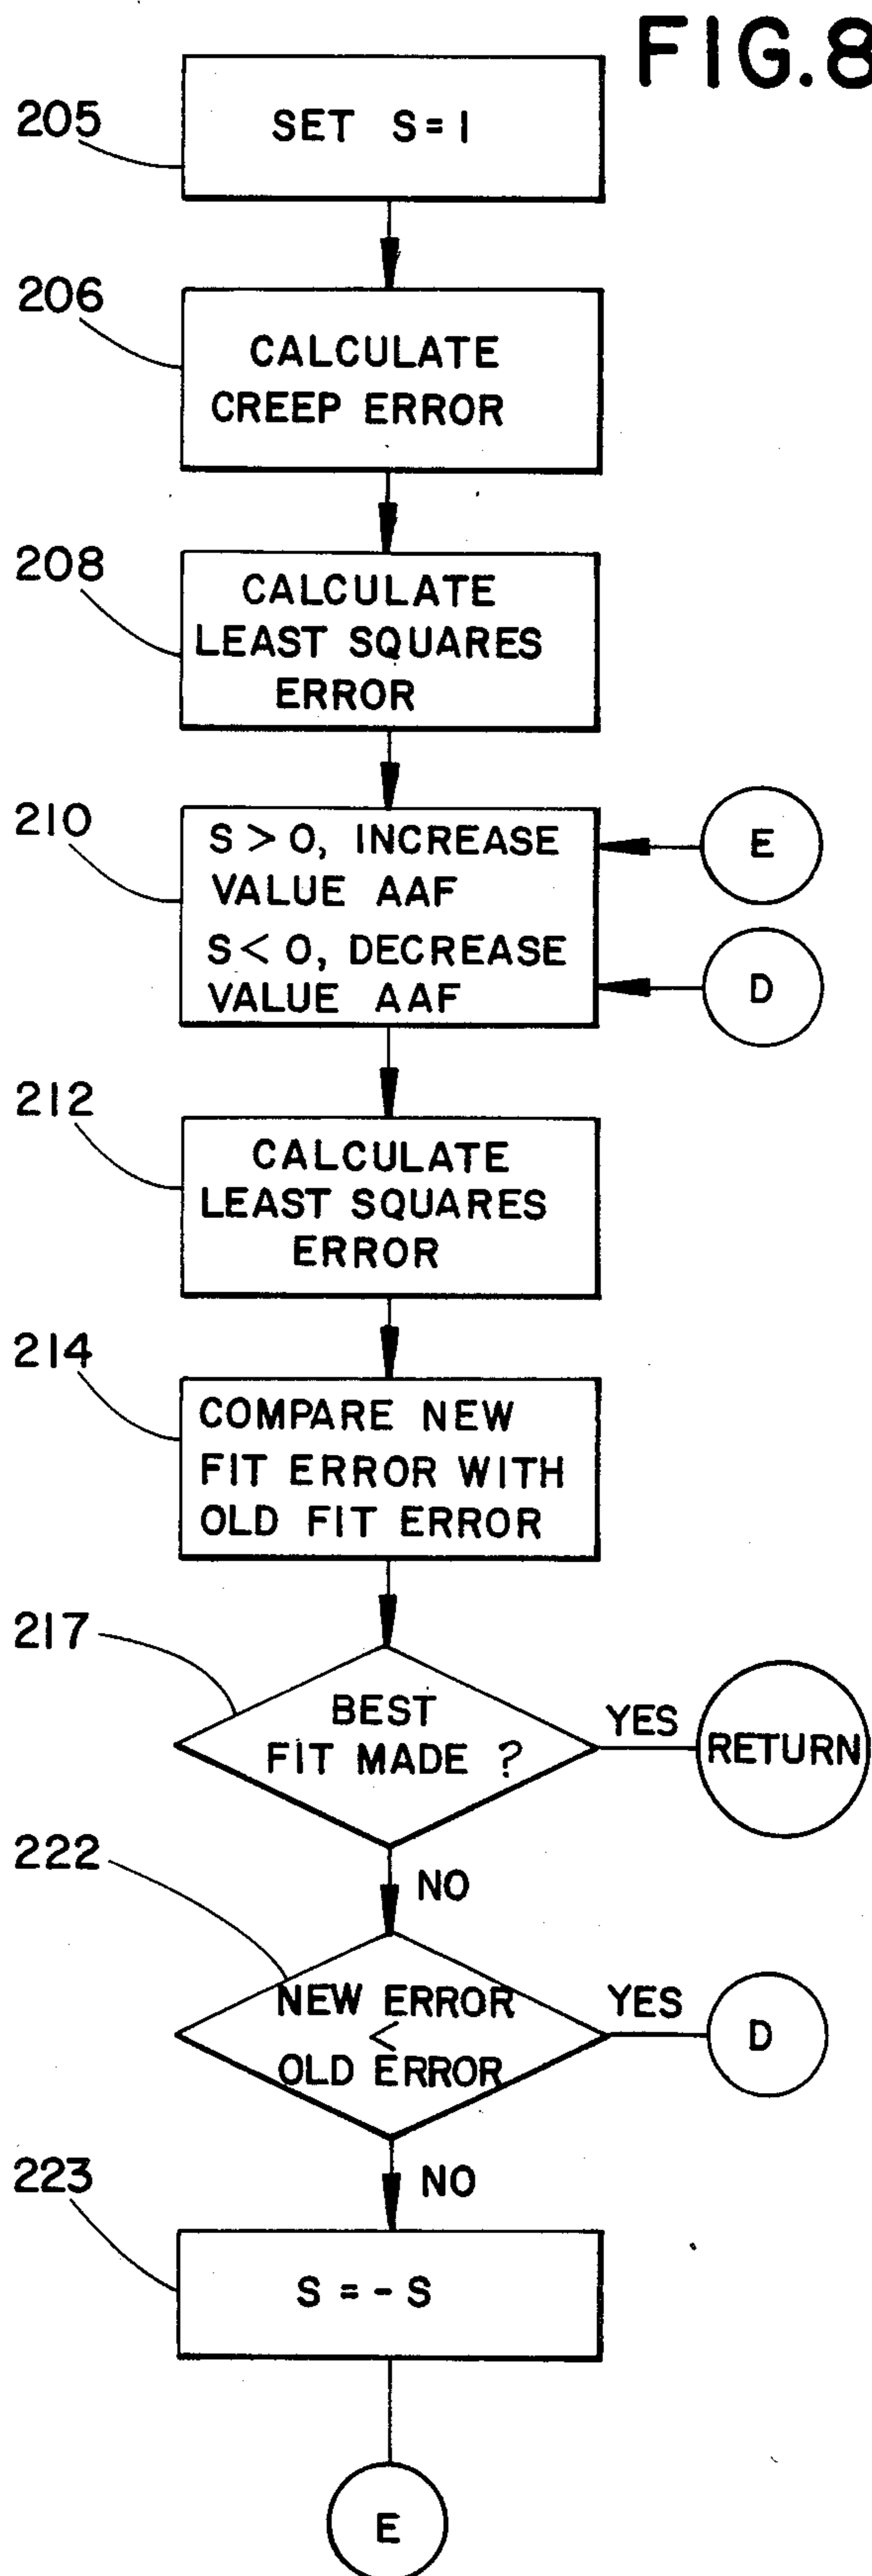 FIG.8
205
SET S=1
206
CALCULATE
CREEP ERROR
208
CALCULATE
LEAST SQUARES
ERROR
210
S > O, INCREASE
VALUE AAF
S < O, DECREASE
VALUE AAF
E
D
212
CALCULATE
LEAST SQUARES
ERROR
214
COMPARE NEW
FIT ERROR WITH
OLD FIT ERROR
217
BEST
FIT MADE ?
YES
RETURN
NO
222
NEW ERROR
<
OLD ERROR
YES
D
NO
223
S = - S
E